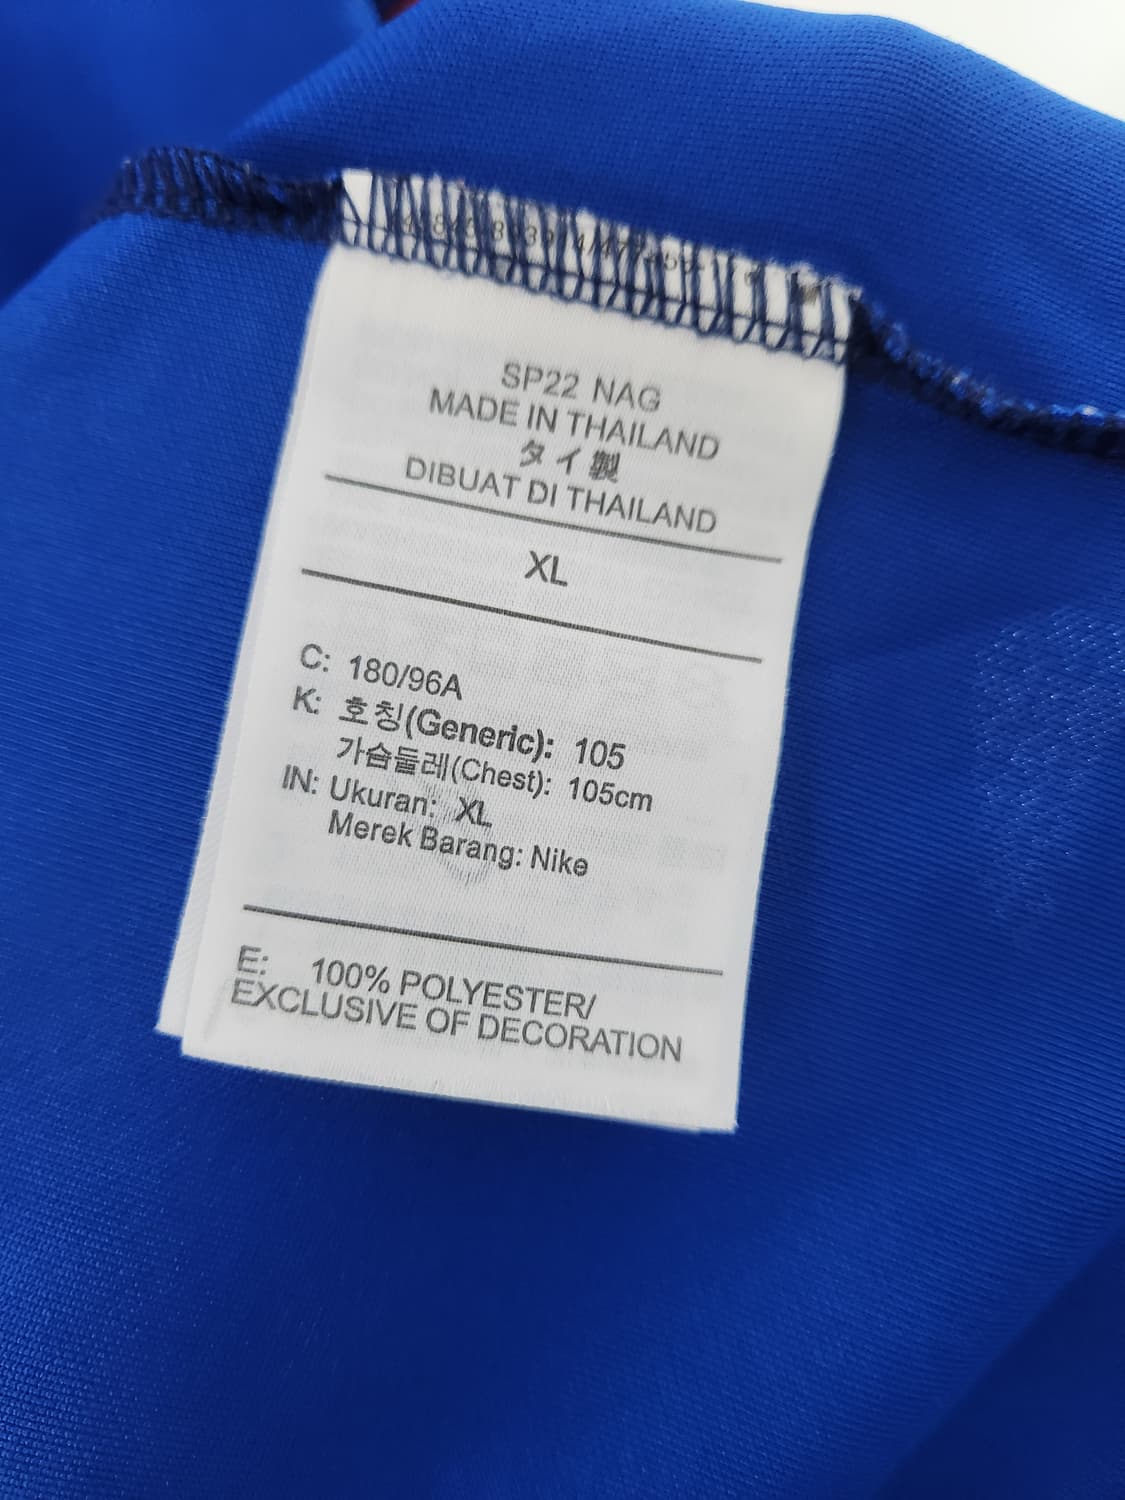 SP22 NAG
MADE IN THAILAND
タイ製
DIBUAT DI THAILAND
XL
C: 180/96A
K: 호칭(Generic): 105
가슴둘레(Chest): 105cm
IN: Ukuran: XL
Merek Barang: Nike
E: 100% POLYESTER/
EXCLUSIVE OF DECORATION